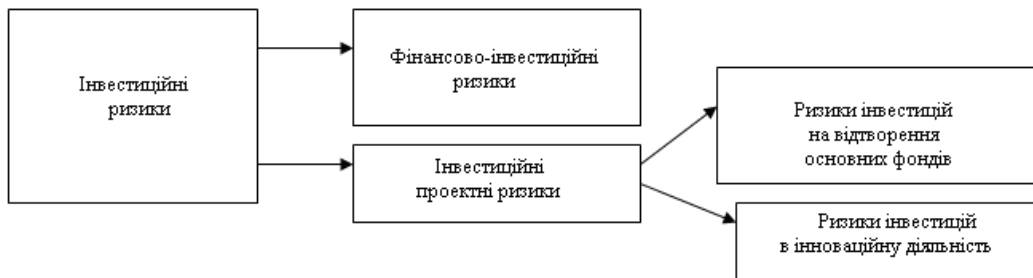 Інвестиційні
ризики
Фінансово-інвестиційні
ризики
Інвестиційні
проектні ризики
Ризики інвестицій
на відтворення
основних фондів
Ризики інвестицій
в інноваційну діяльність